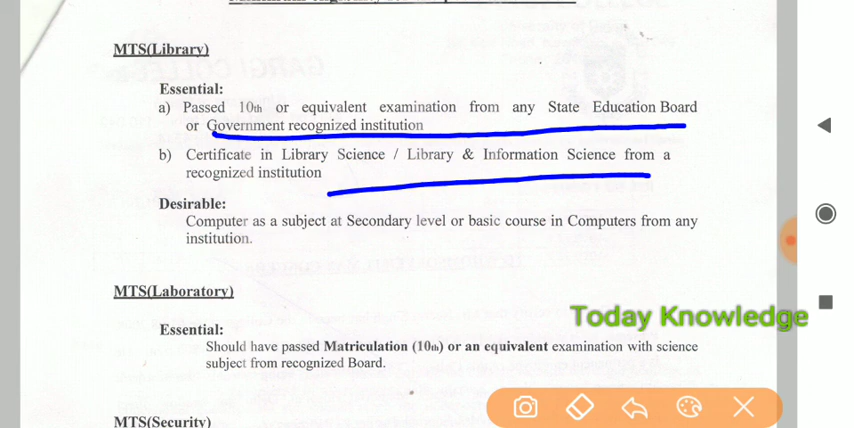 MTS(Library)
Essential:
a) Passed 10th or equivalent examination from any State Education Board
or Government recognized institution
b) Certificate in Library Science / Library & Information Science from a
recognized institution
Desirable:
Computer as a subject at Secondary level or basic course in Computers from any
institution.
MTS(Laboratory)
Today Knowledge
Essential:
Should have passed Matriculation (10th) or an equivalent examination with science
subject from recognized Board.
MTS(Security)